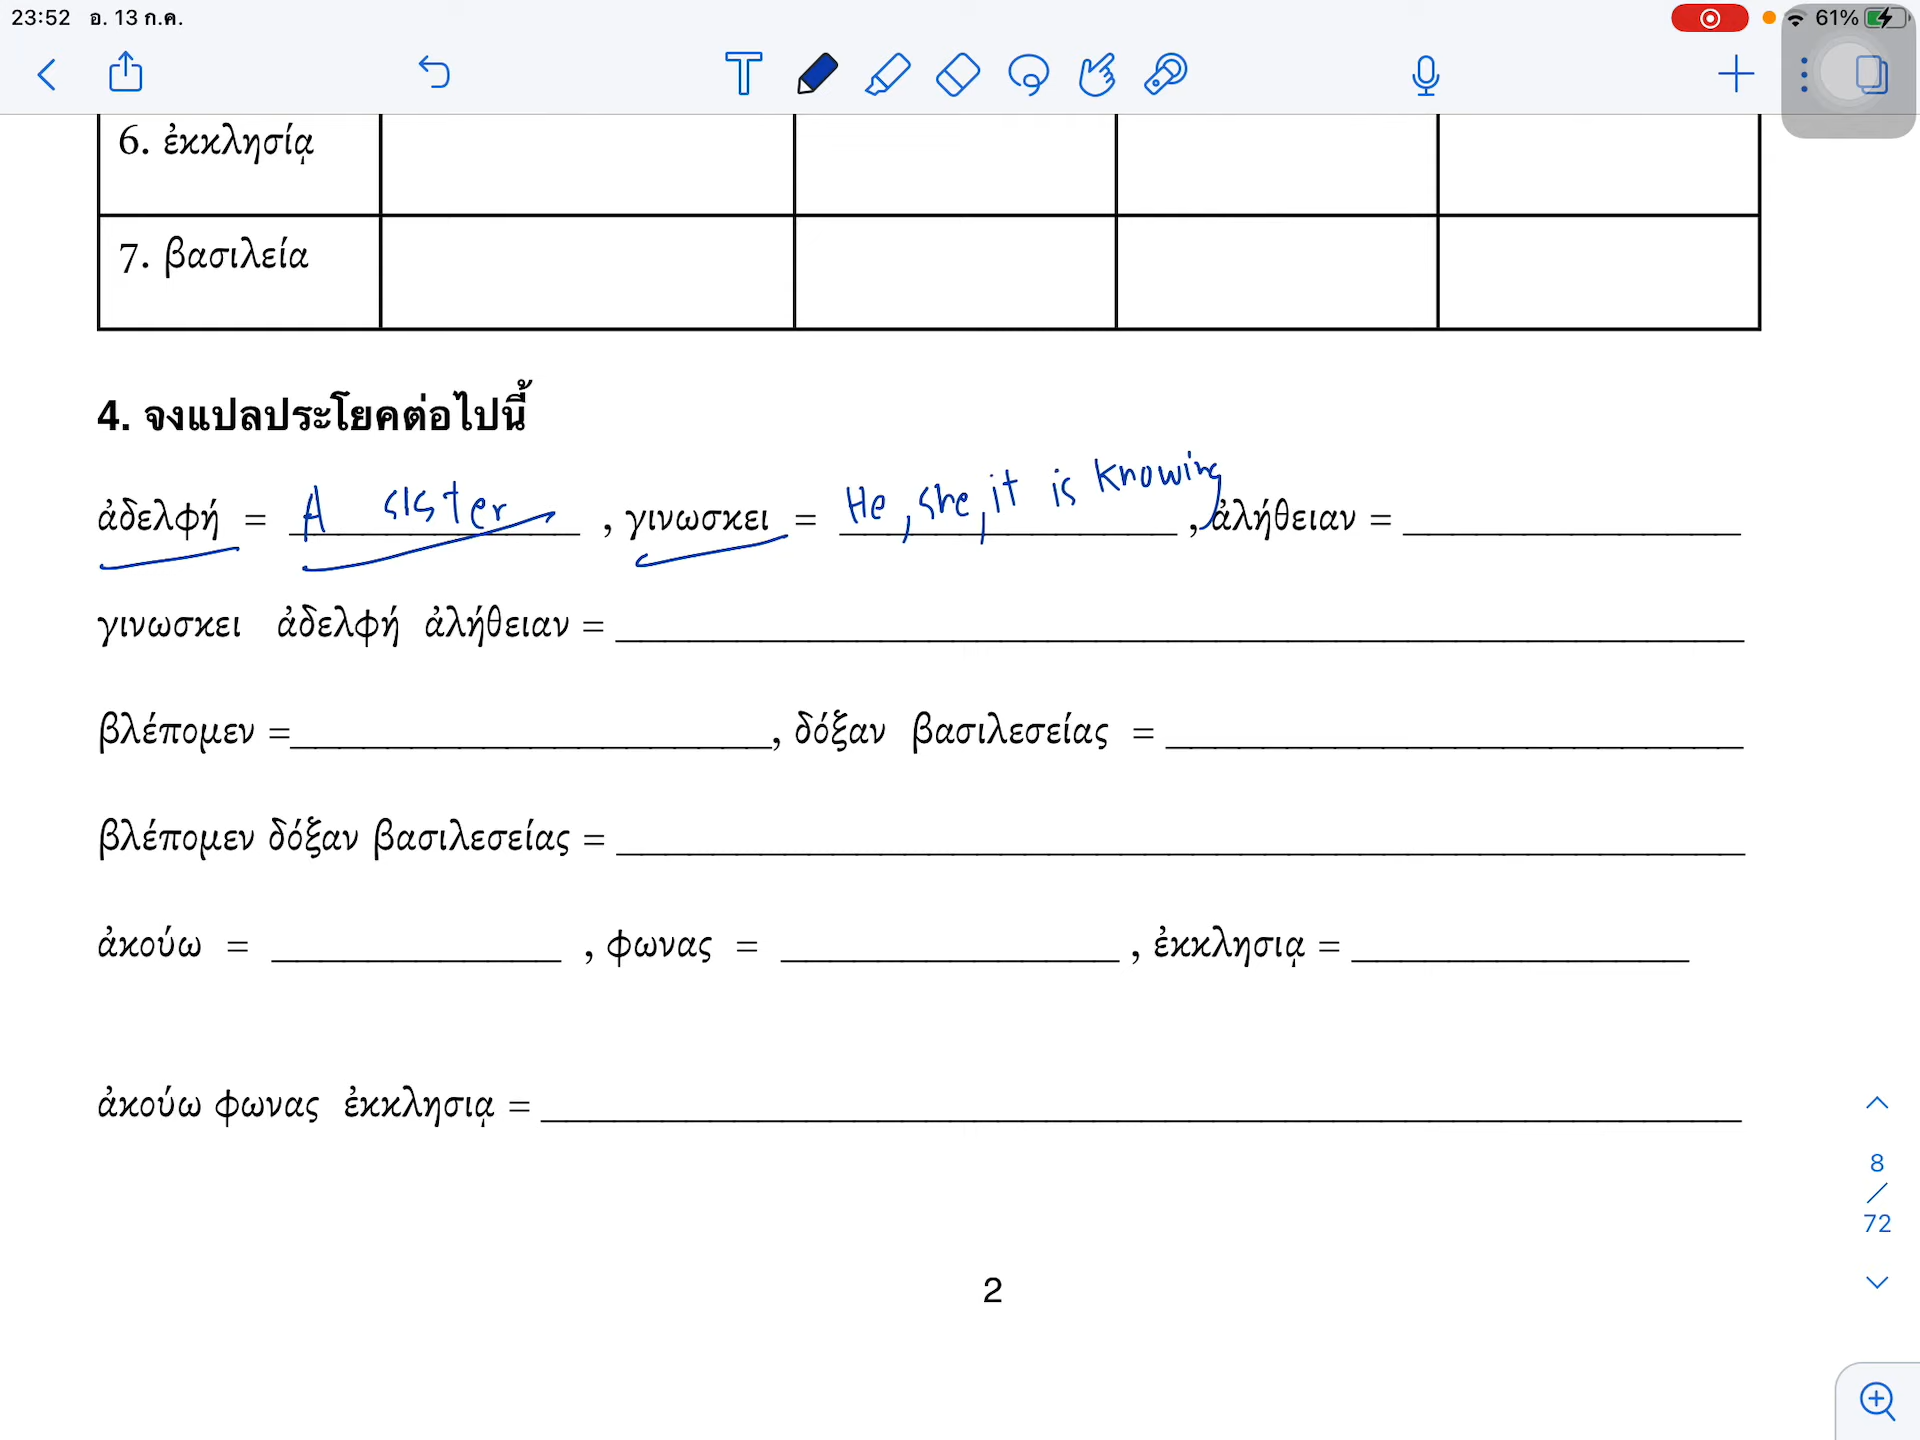 23:52 อ. 13 ก.ค. 61%
6. ἐκκλησίᾳ
7. βασιλεία
4. จงแปลประโยคต่อไปนี้
ἀδελφή = A sister , γινωσκει = He, she, it is knowing , ἀλήθειαν =
γινωσκει ἀδελφή ἀλήθειαν =
βλέπομεν = , δόξαν βασιλεσείας =
βλέπομεν δόξαν βασιλεσείας =
ἀκούω = , φωνας = , ἐκκλησιᾳ =
ἀκούω φωνας ἐκκλησιᾳ =
8
/
72
2